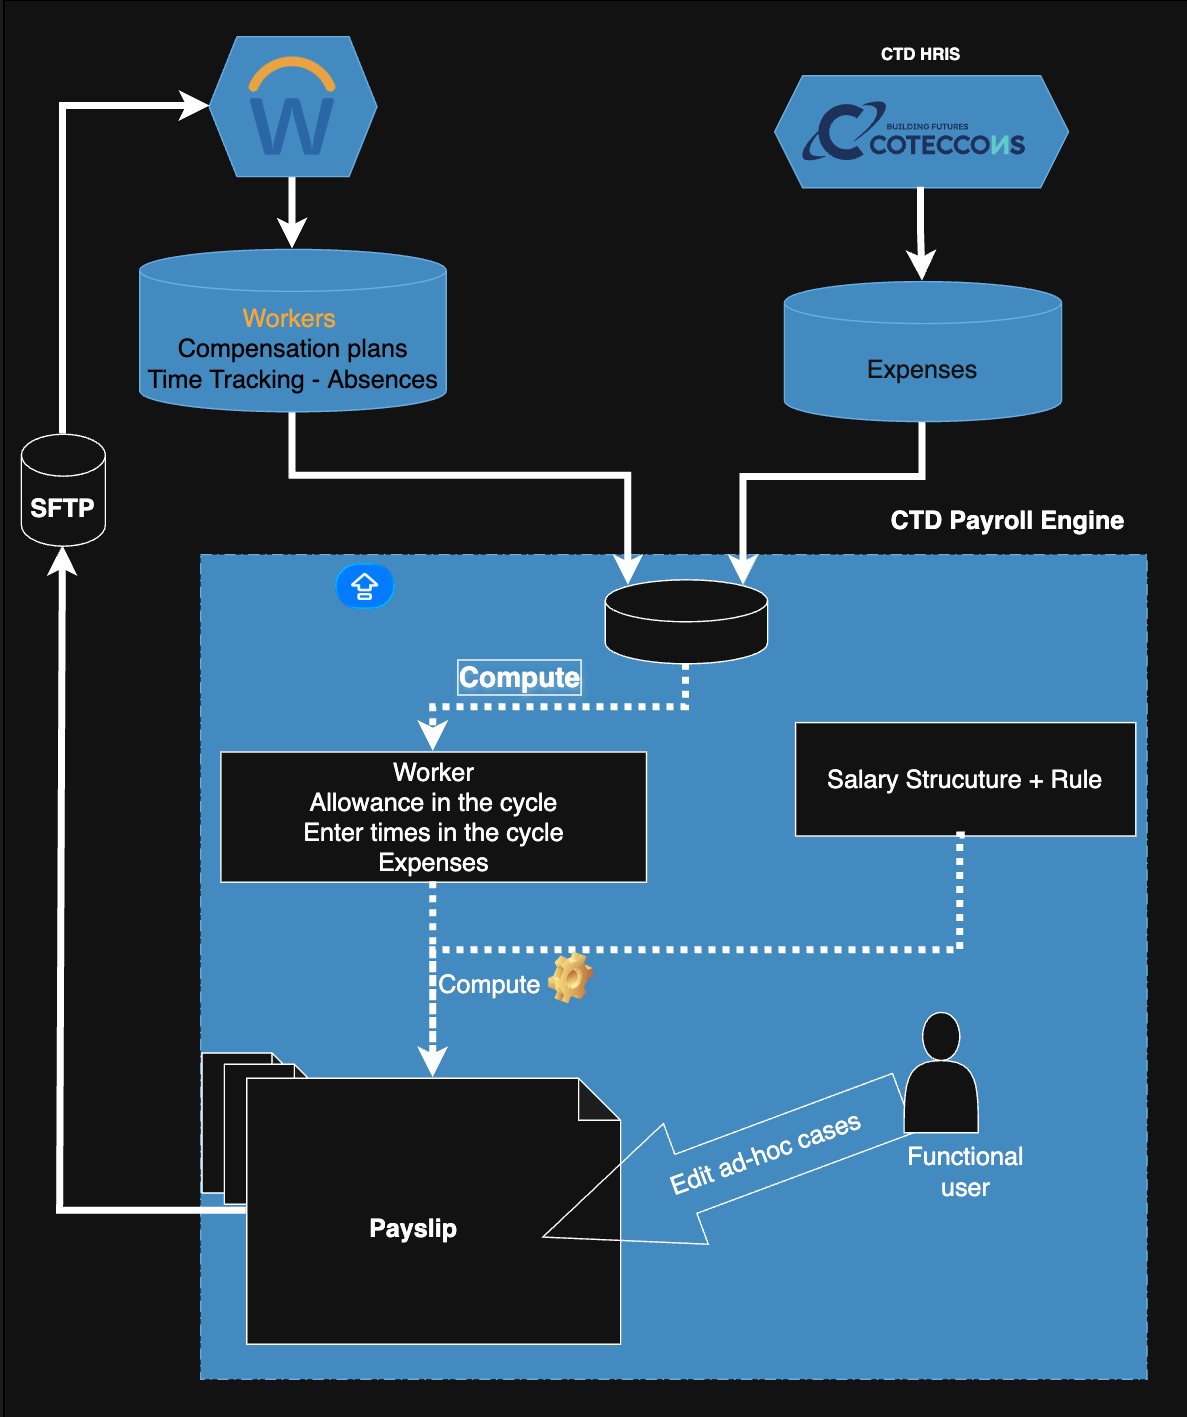 W
CTD HRIS
BUILDING FUTURES
COTECCONS
Workers
Compensation plans
Time Tracking - Absences
Expenses
SFTP
CTD Payroll Engine
Compute
Worker
Allowance in the cycle
Enter times in the cycle
Expenses
Salary Strucuture + Rule
Compute
Edit ad-hoc cases
Functional
user
Payslip